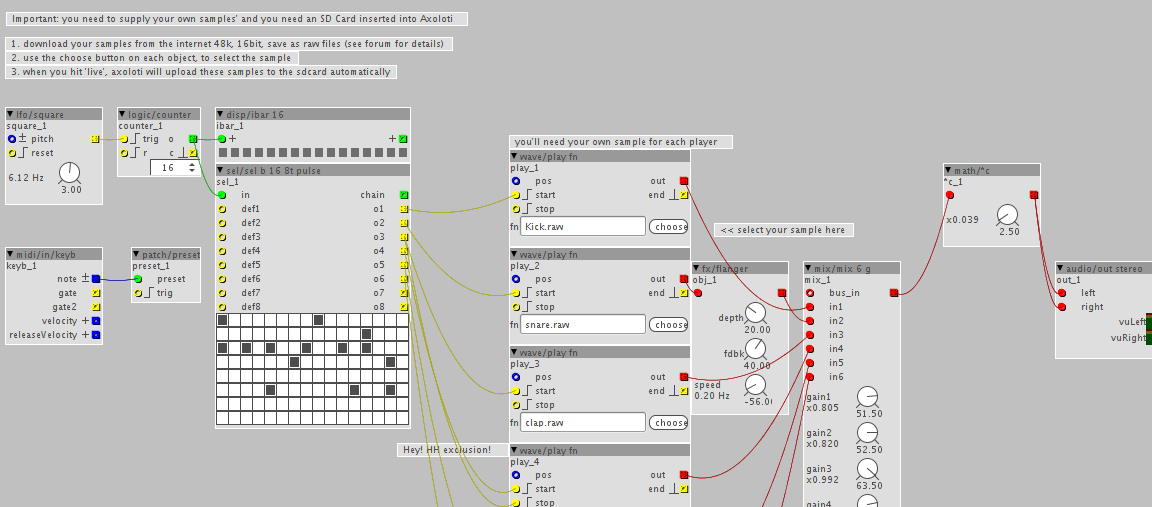 Important: you need to supply your own samples' and you need an SD Card inserted into Axoloti
1. download your samples from the internet 48k, 16bit, save as raw files (see forum for details)
2. use the choose button on each object, to select the sample
3. when you hit 'live', axoloti will upload these samples to the sdcard automatically
lfo/square
square_1
pitch
reset
6.12 Hz
3.00
logic/counter
counter_1
trig o
r c
16
disp/ibar 16
ibar_1
sel/sel b 16 8t pulse
sel_1
in chain
def1 o1
def2 o2
def3 o3
def4 o4
def5 o5
def6 o6
def7 o7
def8 o8
midi/in/keyb
keyb_1
note
gate
gate2
velocity
releaseVelocity
patch/preset
preset_1
preset
trig
Hey! HH exclusion!
you'll need your own sample for each player
wave/play fn
play_1
pos out
start end
stop
fn Kick.raw choose
wave/play fn
play_2
pos out
start end
stop
fn snare.raw choose
wave/play fn
play_3
pos out
start end
stop
fn clap.raw choose
wave/play fn
play_4
pos out
start end
stop
<< select your sample here
fx/flanger
obj_1
depth
20.00
fdbk
40.00
speed
0.20 Hz
-56.0
mix/mix 6 g
mix_1
bus_in
in1
in2
in3
in4
in5
in6
gain1
x0.805
51.50
gain2
x0.820
52.50
gain3
x0.992
63.50
gain4
math/*c
*c_1
x0.039
2.50
audio/out stereo
out_1
left
right
vuLeft
vuRight